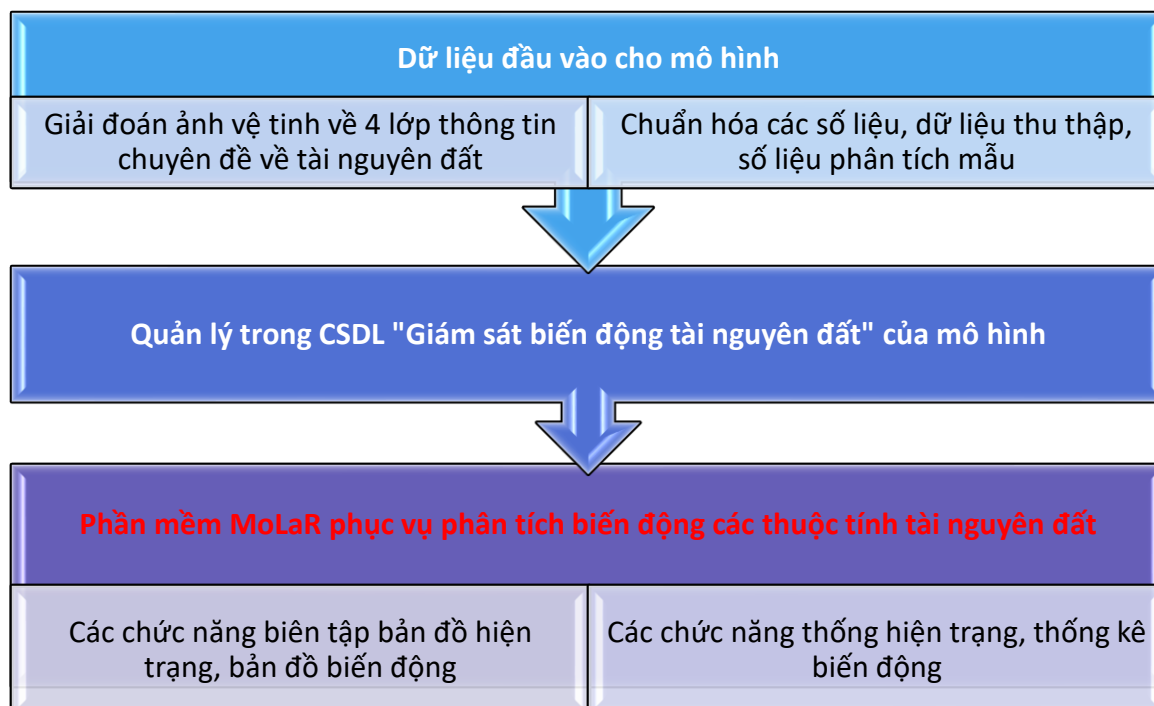 Dữ liệu đầu vào cho mô hình
Giải đoán ảnh vệ tinh về 4 lớp thông tin
chuyên đề về tài nguyên đất
Chuẩn hóa các số liệu, dữ liệu thu thập,
số liệu phân tích mẫu
Quản lý trong CSDL "Giám sát biến động tài nguyên đất" của mô hình
Phần mềm MoLaR phục vụ phân tích biến động các thuộc tính tài nguyên đất
Các chức năng biên tập bản đồ hiện
trạng, bản đồ biến động
Các chức năng thống hiện trạng, thống kê
biến động